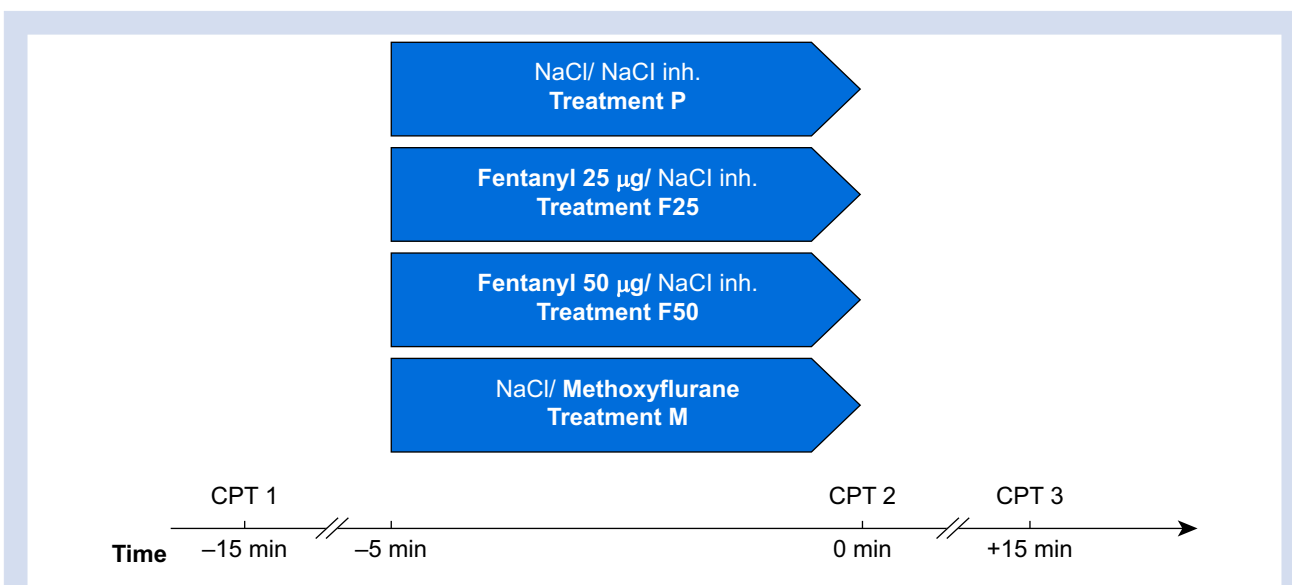 NaCl/ NaCl inh.
Treatment P
Fentanyl 25 μg/ NaCl inh.
Treatment F25
Fentanyl 50 μg/ NaCl inh.
Treatment F50
NaCl/ Methoxyflurane
Treatment M
CPT 1 CPT 2 CPT 3
Time –15 min –5 min 0 min +15 min